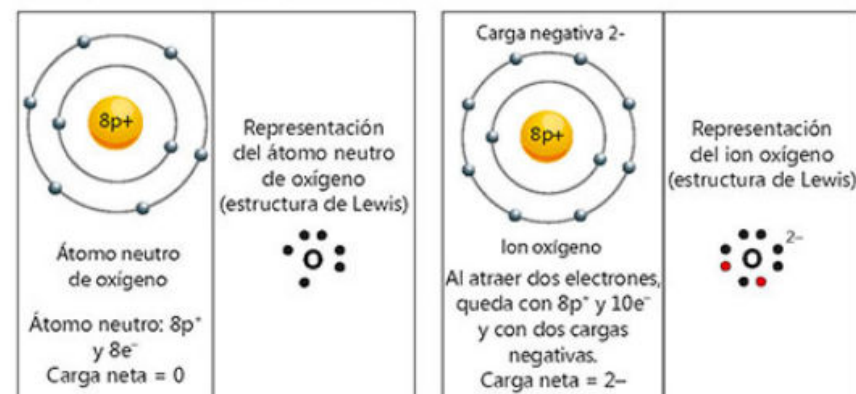 8p+
Átomo neutro
de oxígeno
Átomo neutro: 8p⁺
y 8e⁻
Carga neta = 0
Representación
del átomo neutro
de oxígeno
(estructura de Lewis)
O
Carga negativa 2-
8p+
Ion oxígeno
Al atraer dos electrones,
queda con 8p⁺ y 10e⁻
y con dos cargas
negativas.
Carga neta = 2–
Representación
del ion oxígeno
(estructura de Lewis)
O 2–